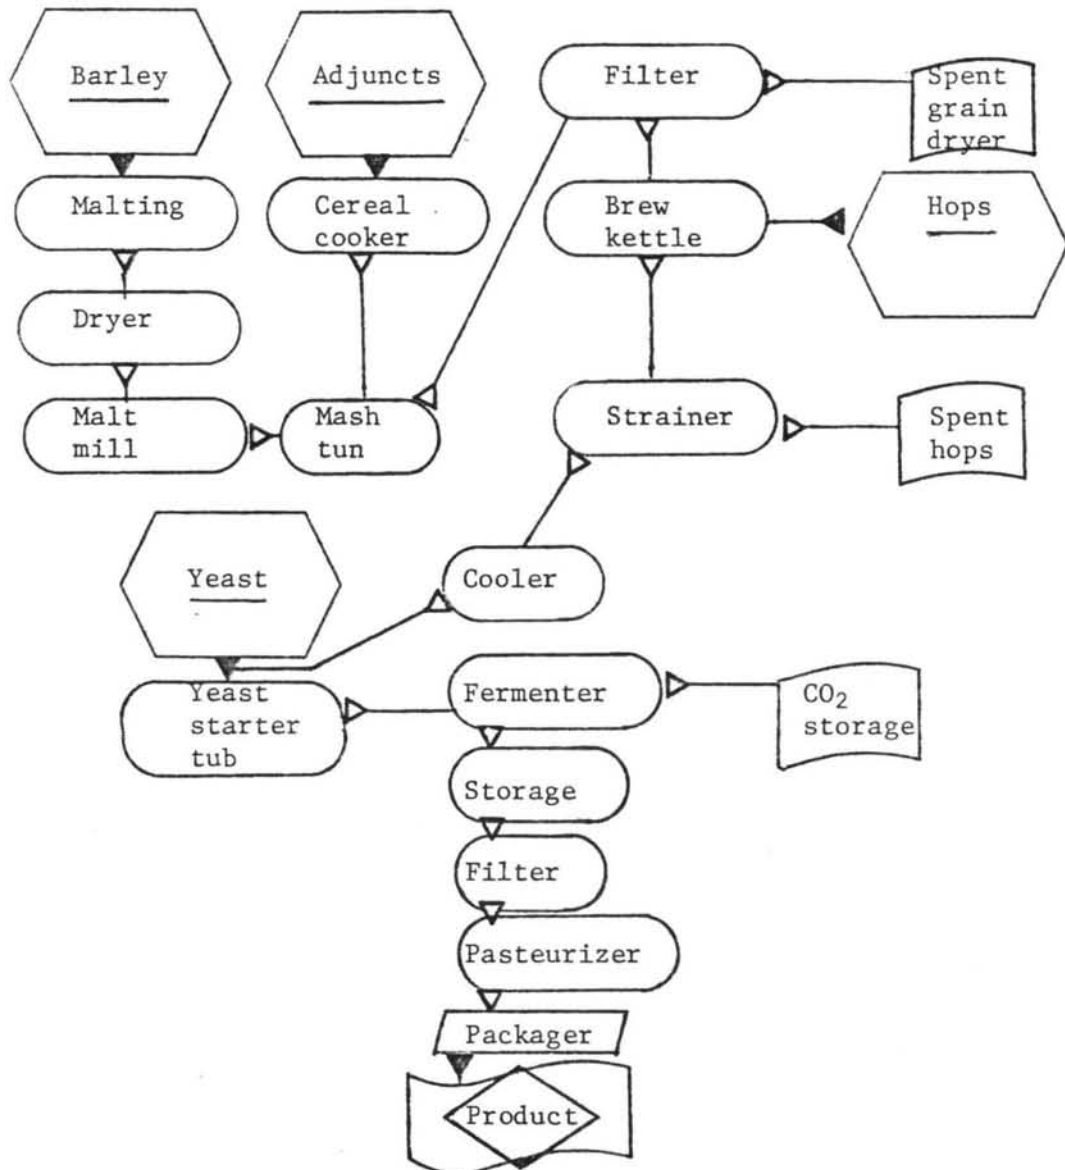 Barley
Adjuncts
Filter
Spent
grain
dryer
Malting
Cereal
cooker
Brew
kettle
Hops
Dryer
Malt
mill
Mash
tun
Strainer
Spent
hops
Yeast
Cooler
Yeast
starter
tub
Fermenter
CO₂
storage
Storage
Filter
Pasteurizer
Packager
Product